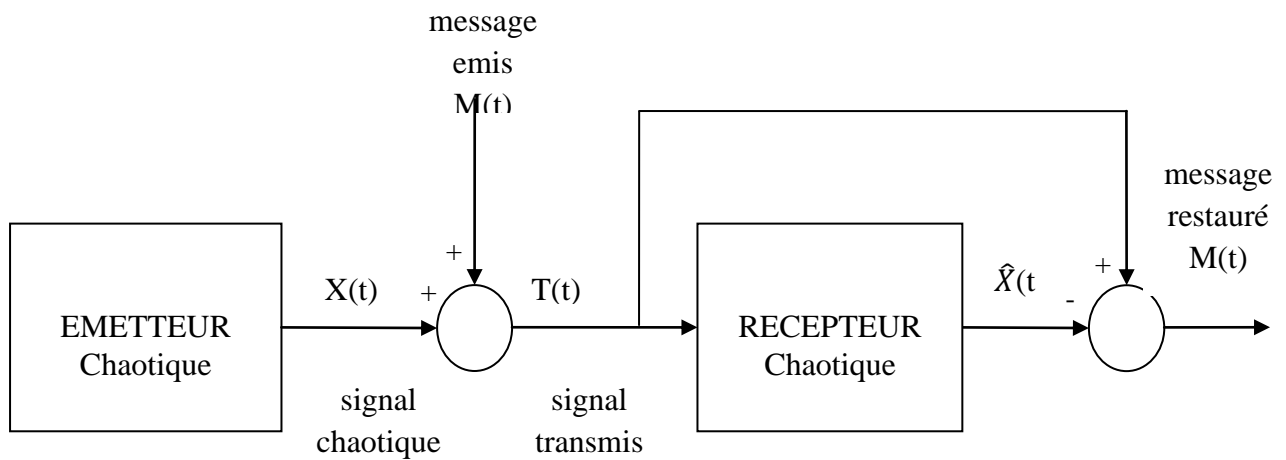 message
emis
M(t)
message
restauré
M(t)
+
X(t)
+
T(t)
X̂(t
-
+
EMETTEUR
Chaotique
RECEPTEUR
Chaotique
signal
chaotique
signal
transmis